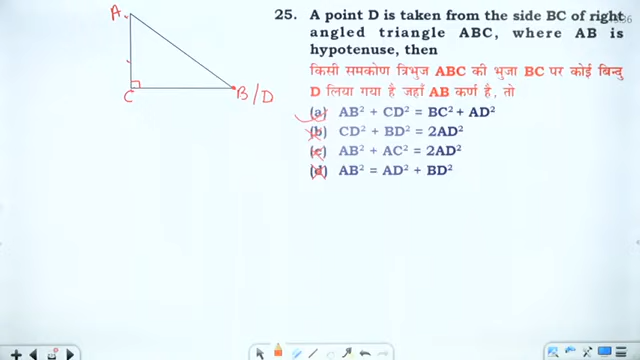 A
C
B/D
25. A point D is taken from the side BC of right
angled triangle ABC, where AB is
hypotenuse, then
किसी समकोण त्रिभुज ABC की भुजा BC पर कोई बिन्दु
D लिया गया है जहाँ AB कर्ण है, तो
(a) AB² + CD² = BC² + AD²
(b) CD² + BD² = 2AD²
(c) AB² + AC² = 2AD²
(d) AB² = AD² + BD²